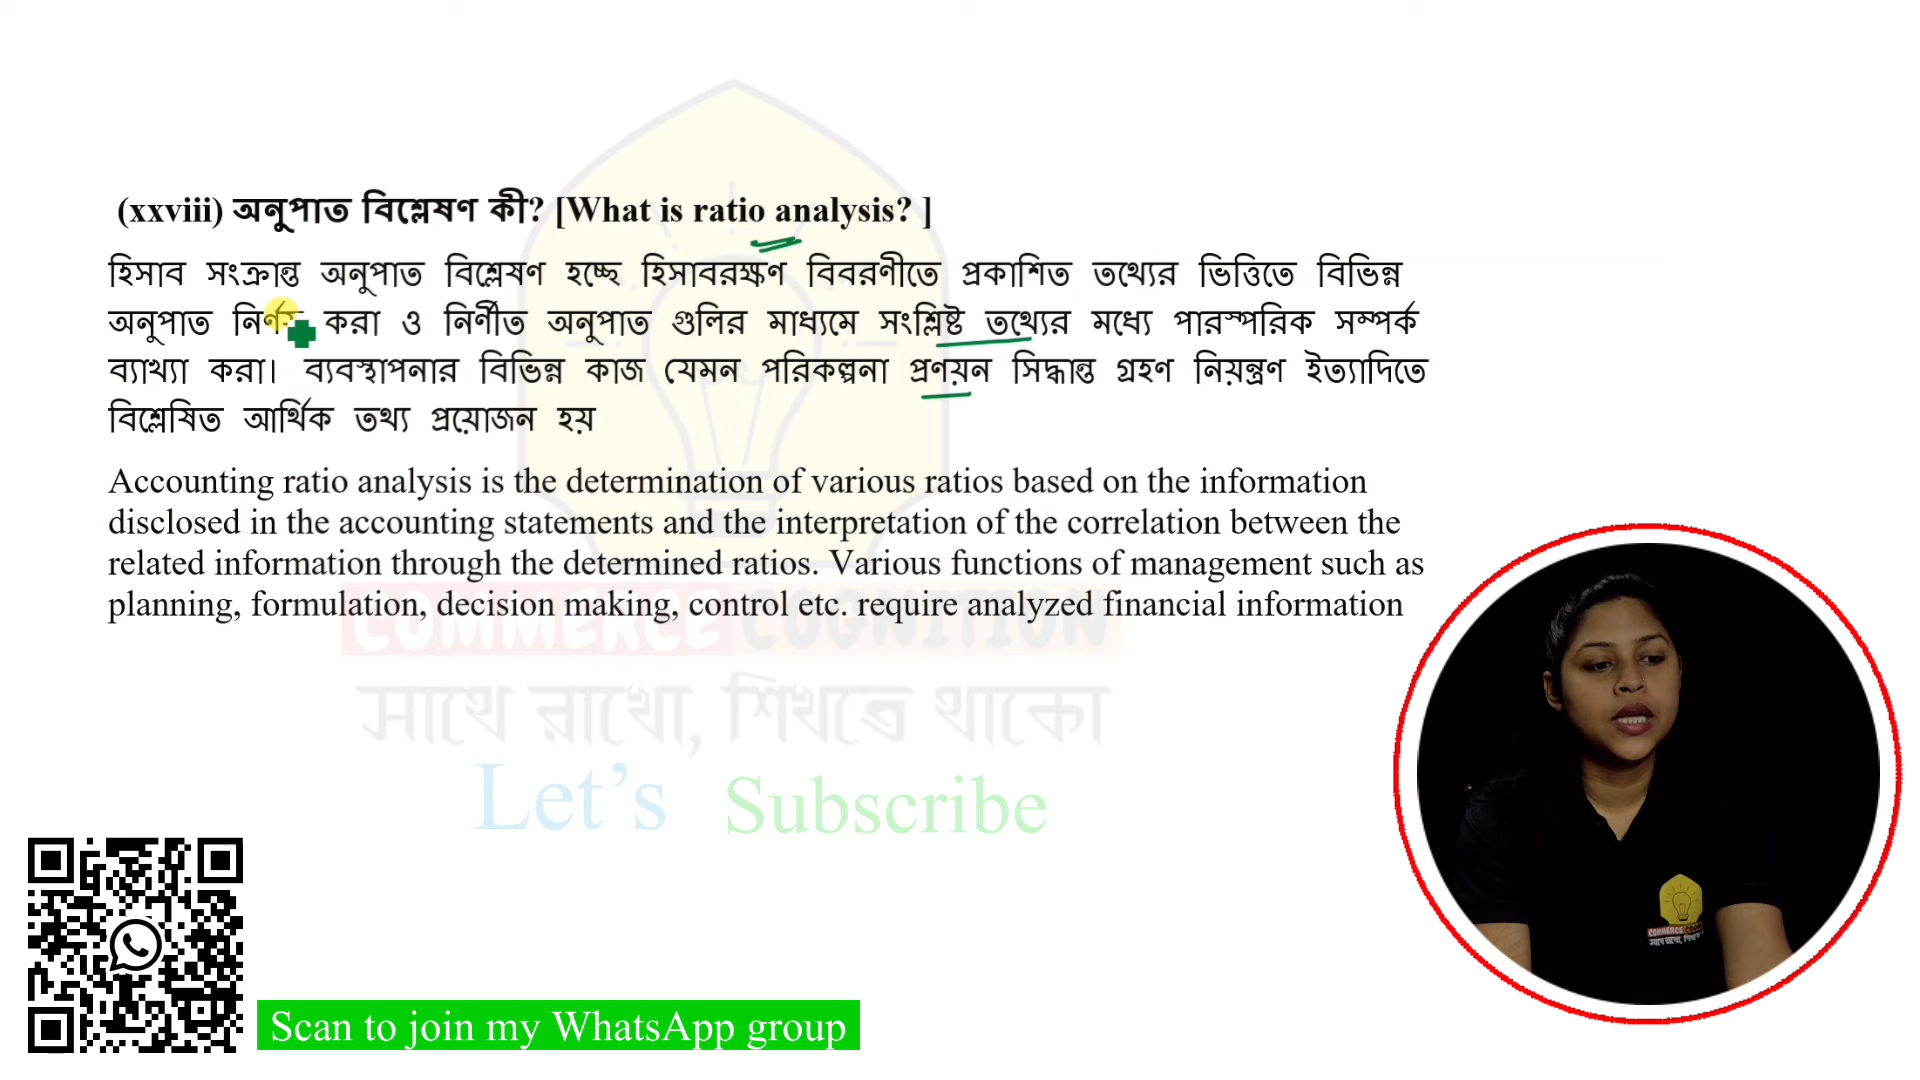 (xxviii) অনুপাত বিশ্লেষণ কী? [What is ratio analysis? ]
হিসাব সংক্রান্ত অনুপাত বিশ্লেষণ হচ্ছে হিসাবরক্ষণ বিবরণীতে প্রকাশিত তথ্যের ভিত্তিতে বিভিন্ন
অনুপাত নির্ণয় করা ও নির্ণীত অনুপাত গুলির মাধ্যমে সংশ্লিষ্ট তথ্যের মধ্যে পারস্পরিক সম্পর্ক
ব্যাখ্যা করা। ব্যবস্থাপনার বিভিন্ন কাজ যেমন পরিকল্পনা প্রণয়ন সিদ্ধান্ত গ্রহণ নিয়ন্ত্রণ ইত্যাদিতে
বিশ্লেষিত আর্থিক তথ্য প্রয়োজন হয়
Accounting ratio analysis is the determination of various ratios based on the information
disclosed in the accounting statements and the interpretation of the correlation between the
related information through the determined ratios. Various functions of management such as
planning, formulation, decision making, control etc. require analyzed financial information
COMMERCE COGNITION
সাথে রাখো, শিখতে থাকো
Let’s Subscribe
Scan to join my WhatsApp group